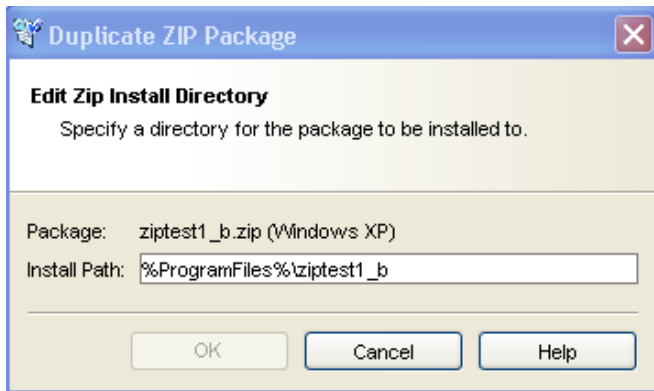 Duplicate ZIP Package
Edit Zip Install Directory
Specify a directory for the package to be installed to.
Package: ziptest1_b.zip (Windows XP)
Install Path: %ProgramFiles%\ziptest1_b
OK Cancel Help